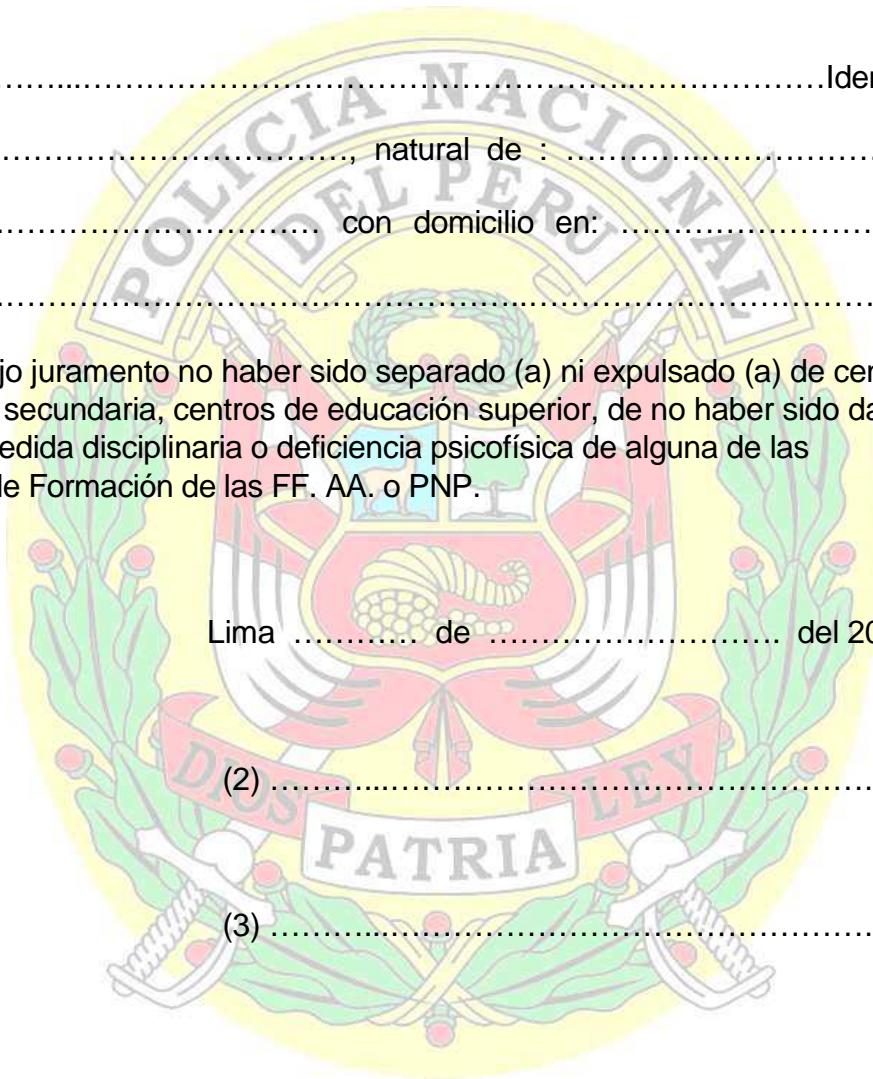 ……...………………………………………………..………………Iden
……………………………, natural de : ………….………………
…………………………… con domicilio en: ……………………
………………………………………………..………………………………
jo juramento no haber sido separado (a) ni expulsado (a) de cen
secundaria, centros de educación superior, de no haber sido da
edida disciplinaria o deficiencia psicofísica de alguna de las
le Formación de las FF. AA. o PNP.
Lima ………… de ………………………. del 20
(2) ………...…………………………………………
(3) ………...…………………………………………
POLICIA NACIONAL
DEL PERU
DIOS
PATRIA
LEY